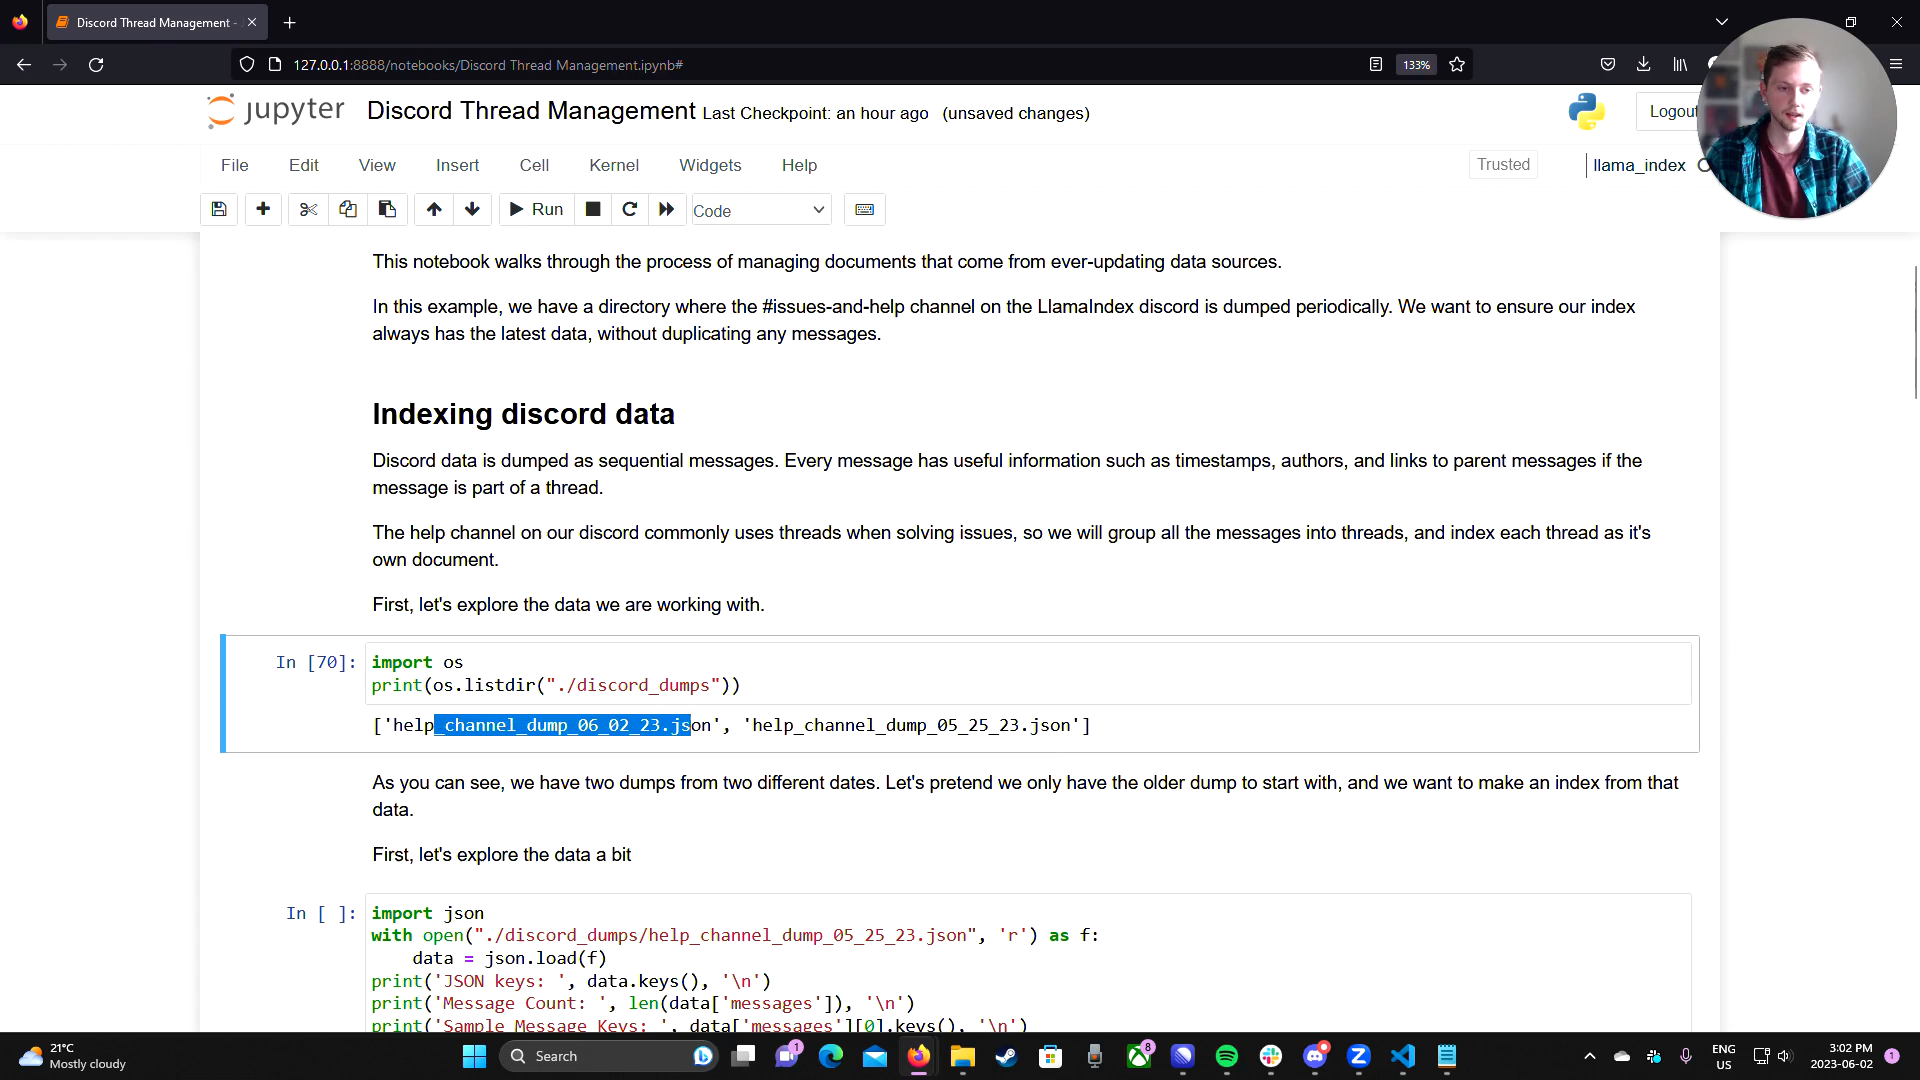 Discord Thread Management -
127.0.0.1:8888/notebooks/Discord Thread Management.ipynb#
133%
jupyter Discord Thread Management Last Checkpoint: an hour ago (unsaved changes)
Logout
File Edit View Insert Cell Kernel Widgets Help
Trusted
llama_index
Run
Code
This notebook walks through the process of managing documents that come from ever-updating data sources.
In this example, we have a directory where the #issues-and-help channel on the LlamaIndex discord is dumped periodically. We want to ensure our index
always has the latest data, without duplicating any messages.
Indexing discord data
Discord data is dumped as sequential messages. Every message has useful information such as timestamps, authors, and links to parent messages if the
message is part of a thread.
The help channel on our discord commonly uses threads when solving issues, so we will group all the messages into threads, and index each thread as it's
own document.
First, let's explore the data we are working with.
In [70]: import os
print(os.listdir("./discord_dumps"))
['help_channel_dump_06_02_23.json', 'help_channel_dump_05_25_23.json']
As you can see, we have two dumps from two different dates. Let's pretend we only have the older dump to start with, and we want to make an index from that
data.
First, let's explore the data a bit
In [ ]: import json
with open("./discord_dumps/help_channel_dump_05_25_23.json", 'r') as f:
data = json.load(f)
print('JSON keys: ', data.keys(), '\n')
print('Message Count: ', len(data['messages']), '\n')
print('Sample Message Keys: ', data['messages'][0].keys(), '\n')
21°C
Mostly cloudy
Search
1
8
ENG
US
3:02 PM
2023-06-02
1